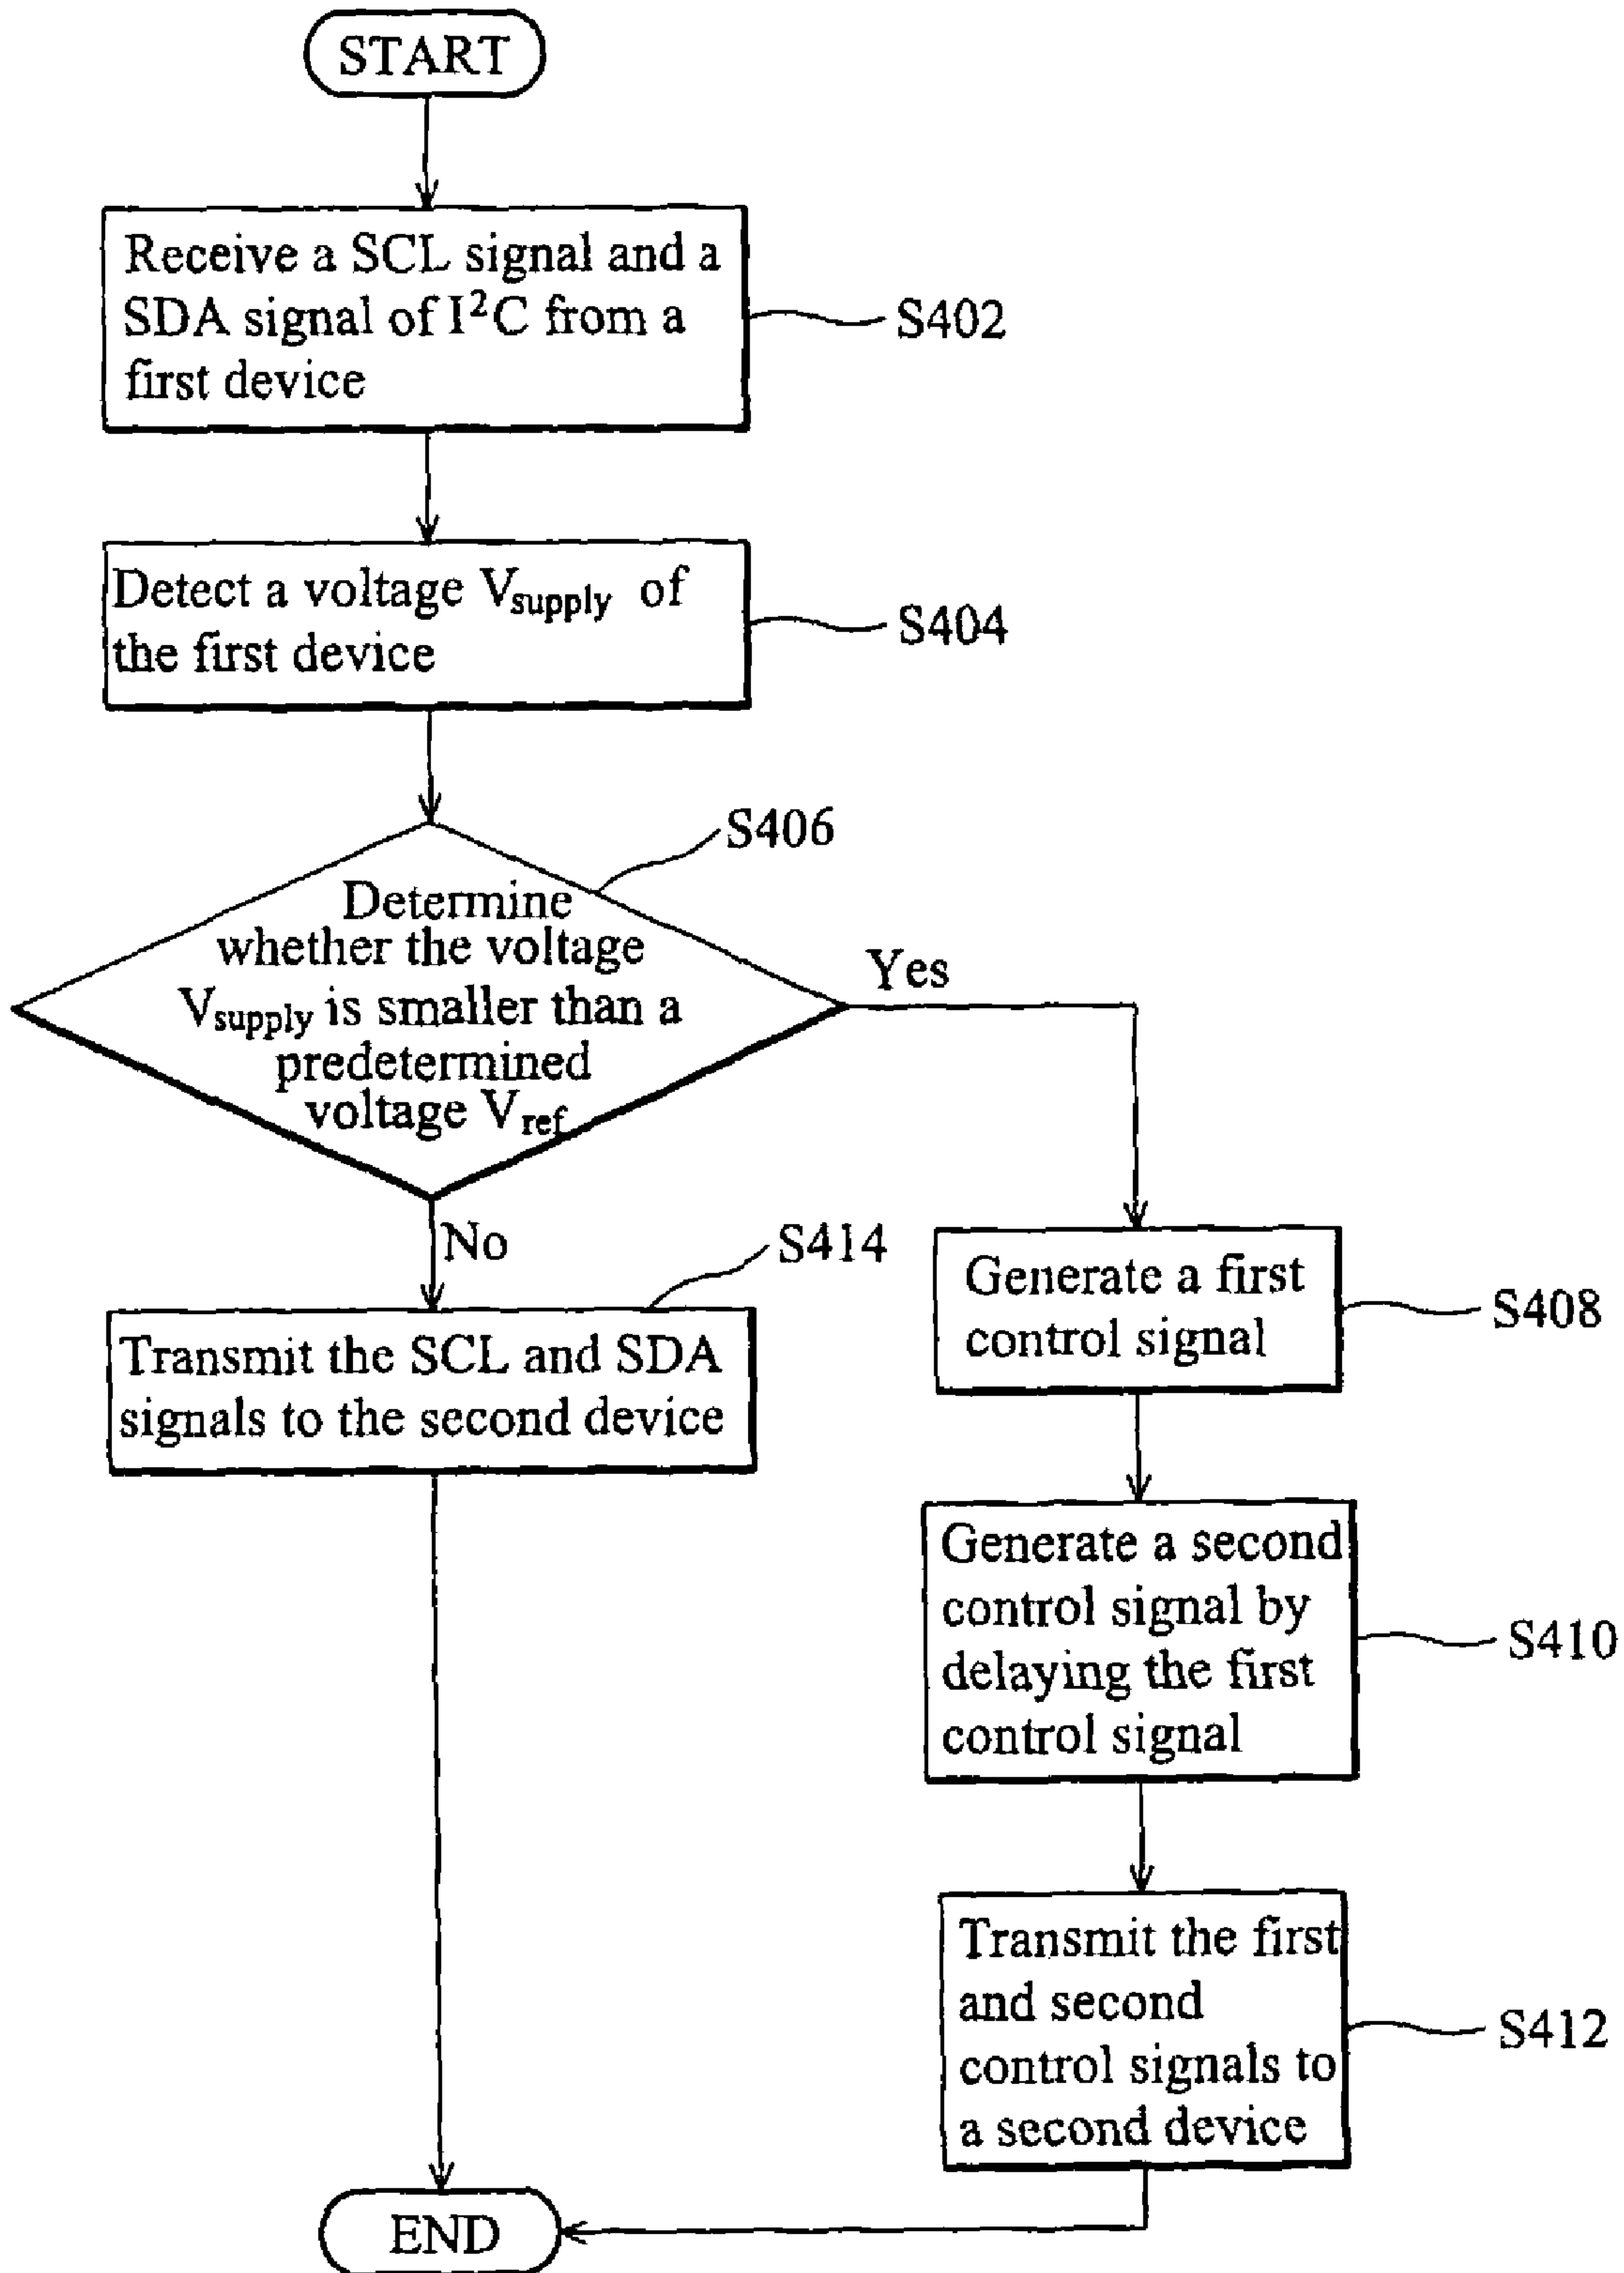 START
Receive a SCL signal and a
SDA signal of I²C from a
first device
S402
Detect a voltage Vsupply of
the first device
S404
S406
Determine
whether the voltage
Vsupply is smaller than a
predetermined
voltage Vref
Yes
No
S414
Transmit the SCL and SDA
signals to the second device
Generate a first
control signal
S408
Generate a second
control signal by
delaying the first
control signal
S410
Transmit the first
and second
control signals to
a second device
S412
END